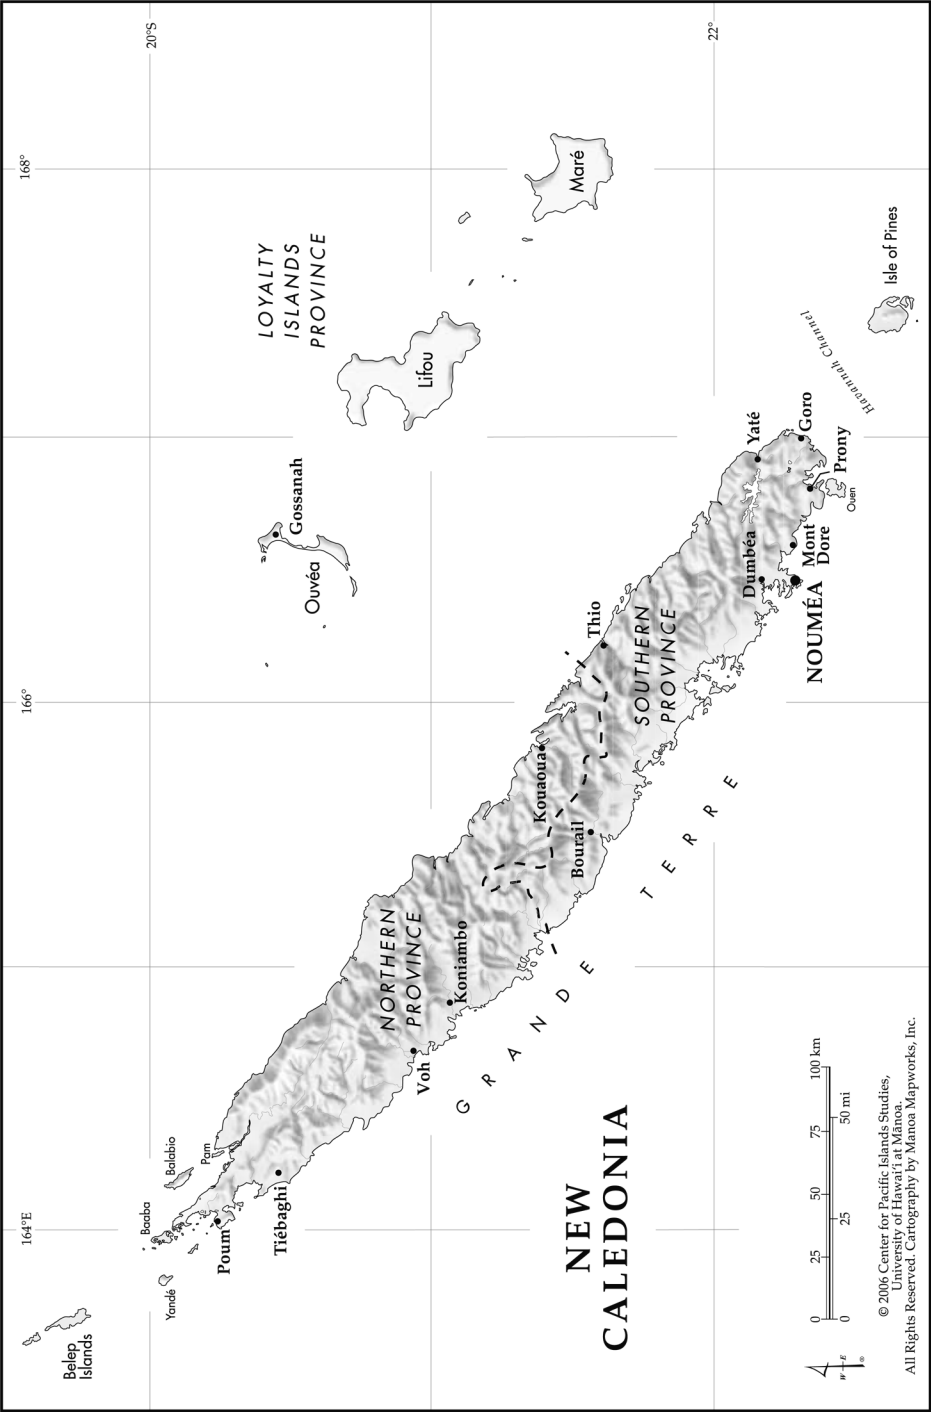 164°E
166°
168°
20°S
22°
Belep
Islands
Yandé
Baaba
Balabio
Pam
Poum
Tiébaghi
Voh
Koniambo
NORTHERN
PROVINCE
Kouaoua
Bourail
Thio
SOUTHERN
PROVINCE
GRANDE TERRE
Ouvéa
Gossanah
LOYALTY
ISLANDS
PROVINCE
Lifou
Maré
Dumbéa
NOUMÉA
Mont
Dore
Yaté
Goro
Prony
Ouen
Havannah Channel
Isle of Pines
NEW
CALEDONIA
0 25 50 75 100 km
0 25 50 mi
W E
®
© 2006 Center for Pacific Islands Studies,
University of Hawai‘i at Mānoa.
All Rights Reserved. Cartography by Manoa Mapworks, Inc.